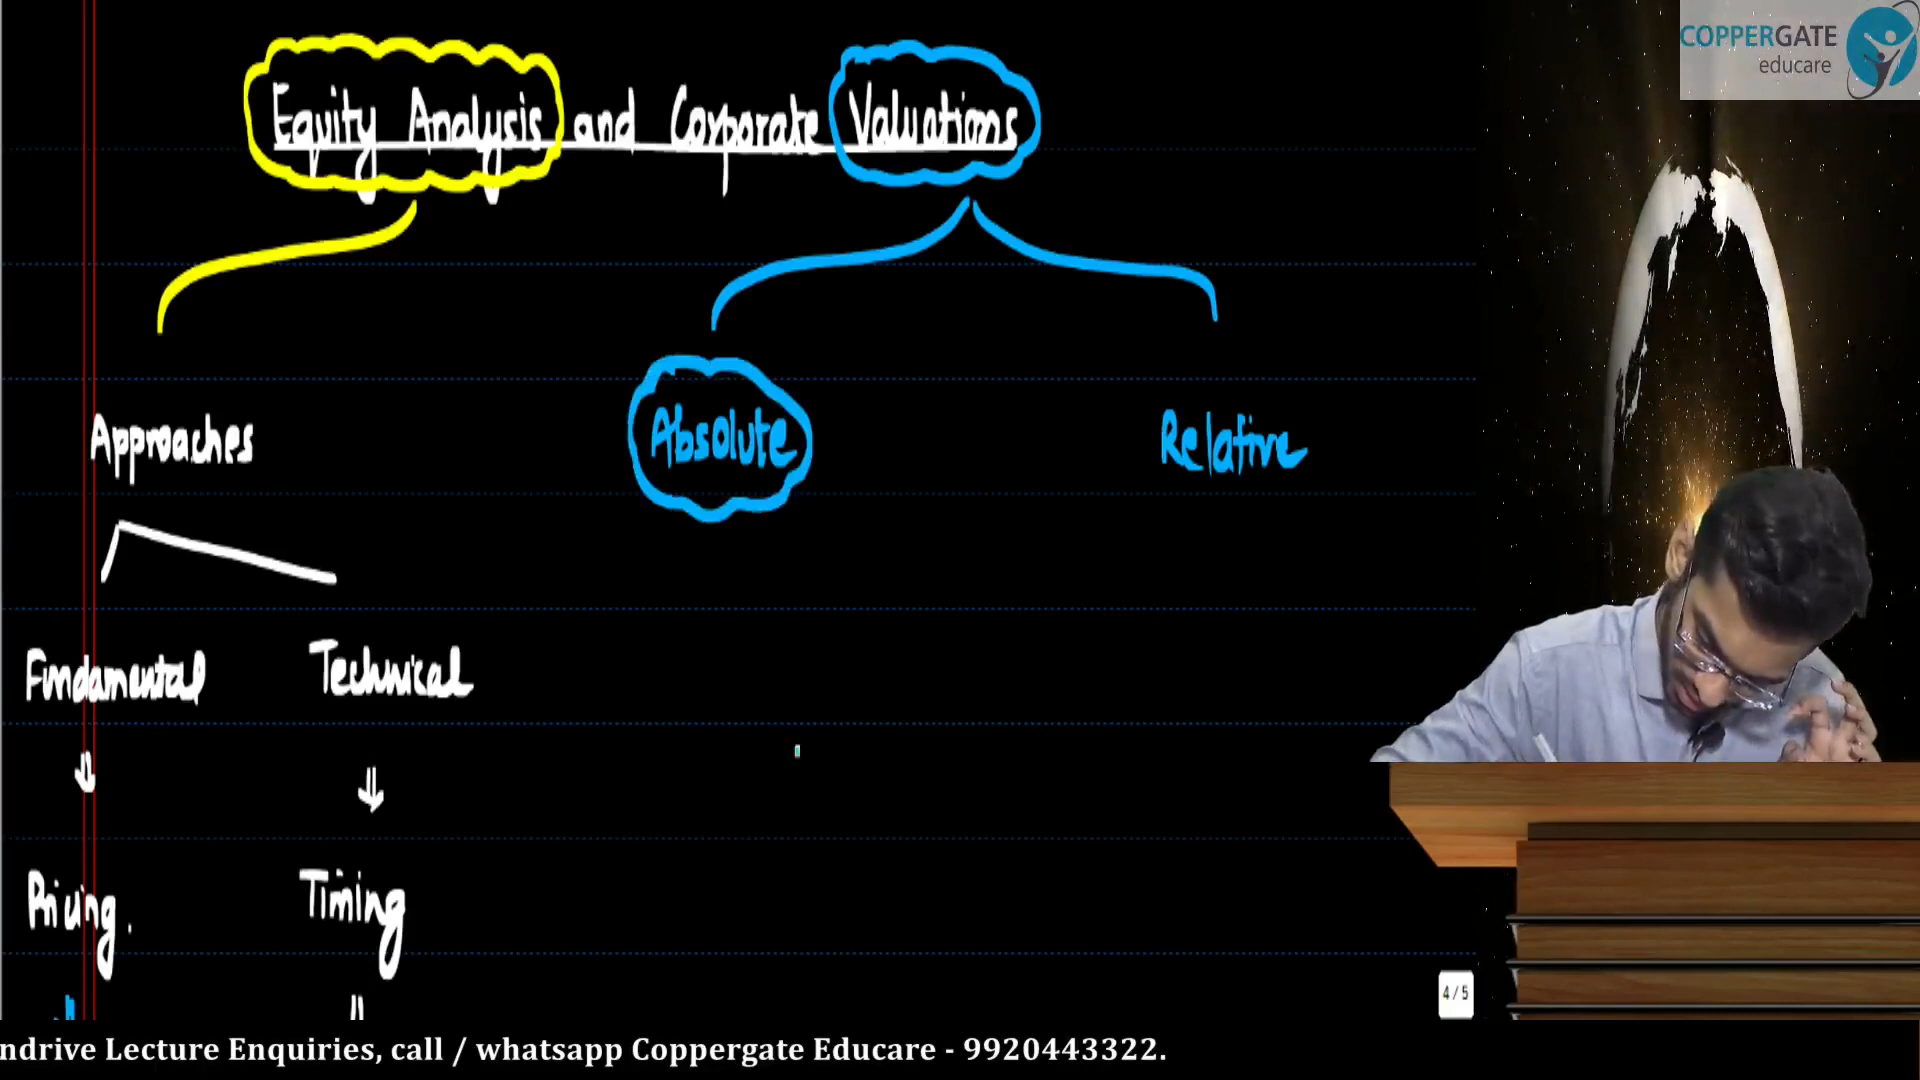 COPPERGATE
educare
Equity Analysis and Corporate Valuations
Approaches
Absolute
Relative
Fundamental
Technical
Pricing.
Timing
4/5
ndrive Lecture Enquiries, call / whatsapp Coppergate Educare - 9920443322.